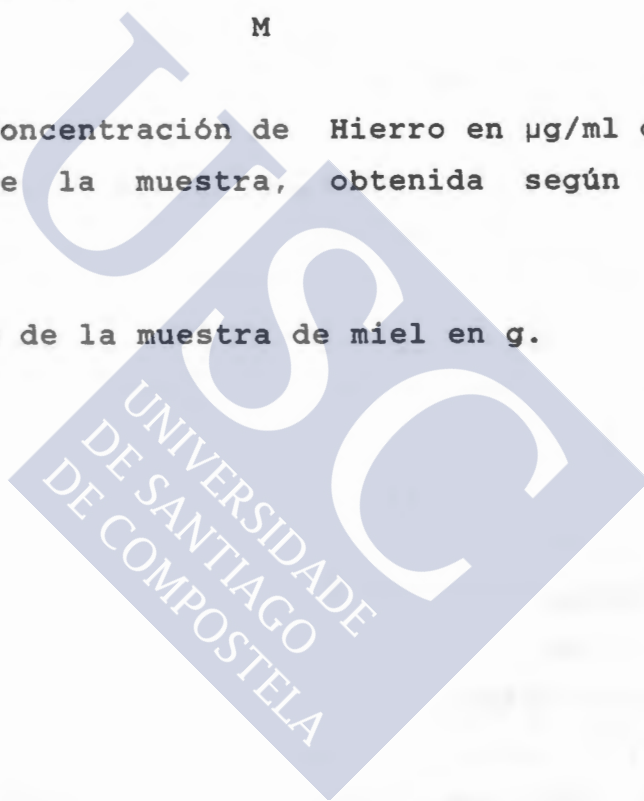 M
oncentración de Hierro en µg/ml
e la muestra, obtenida según
de la muestra de miel en g.
USC
UNIVERSIDADE
DE SANTIAGO
DE COMPOSTELA